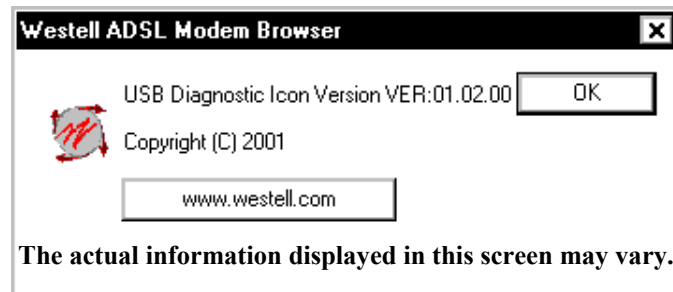 Westell ADSL Modem Browser
USB Diagnostic Icon Version VER:01.02.00
OK
Copyright (C) 2001
www.westell.com
The actual information displayed in this screen may vary.